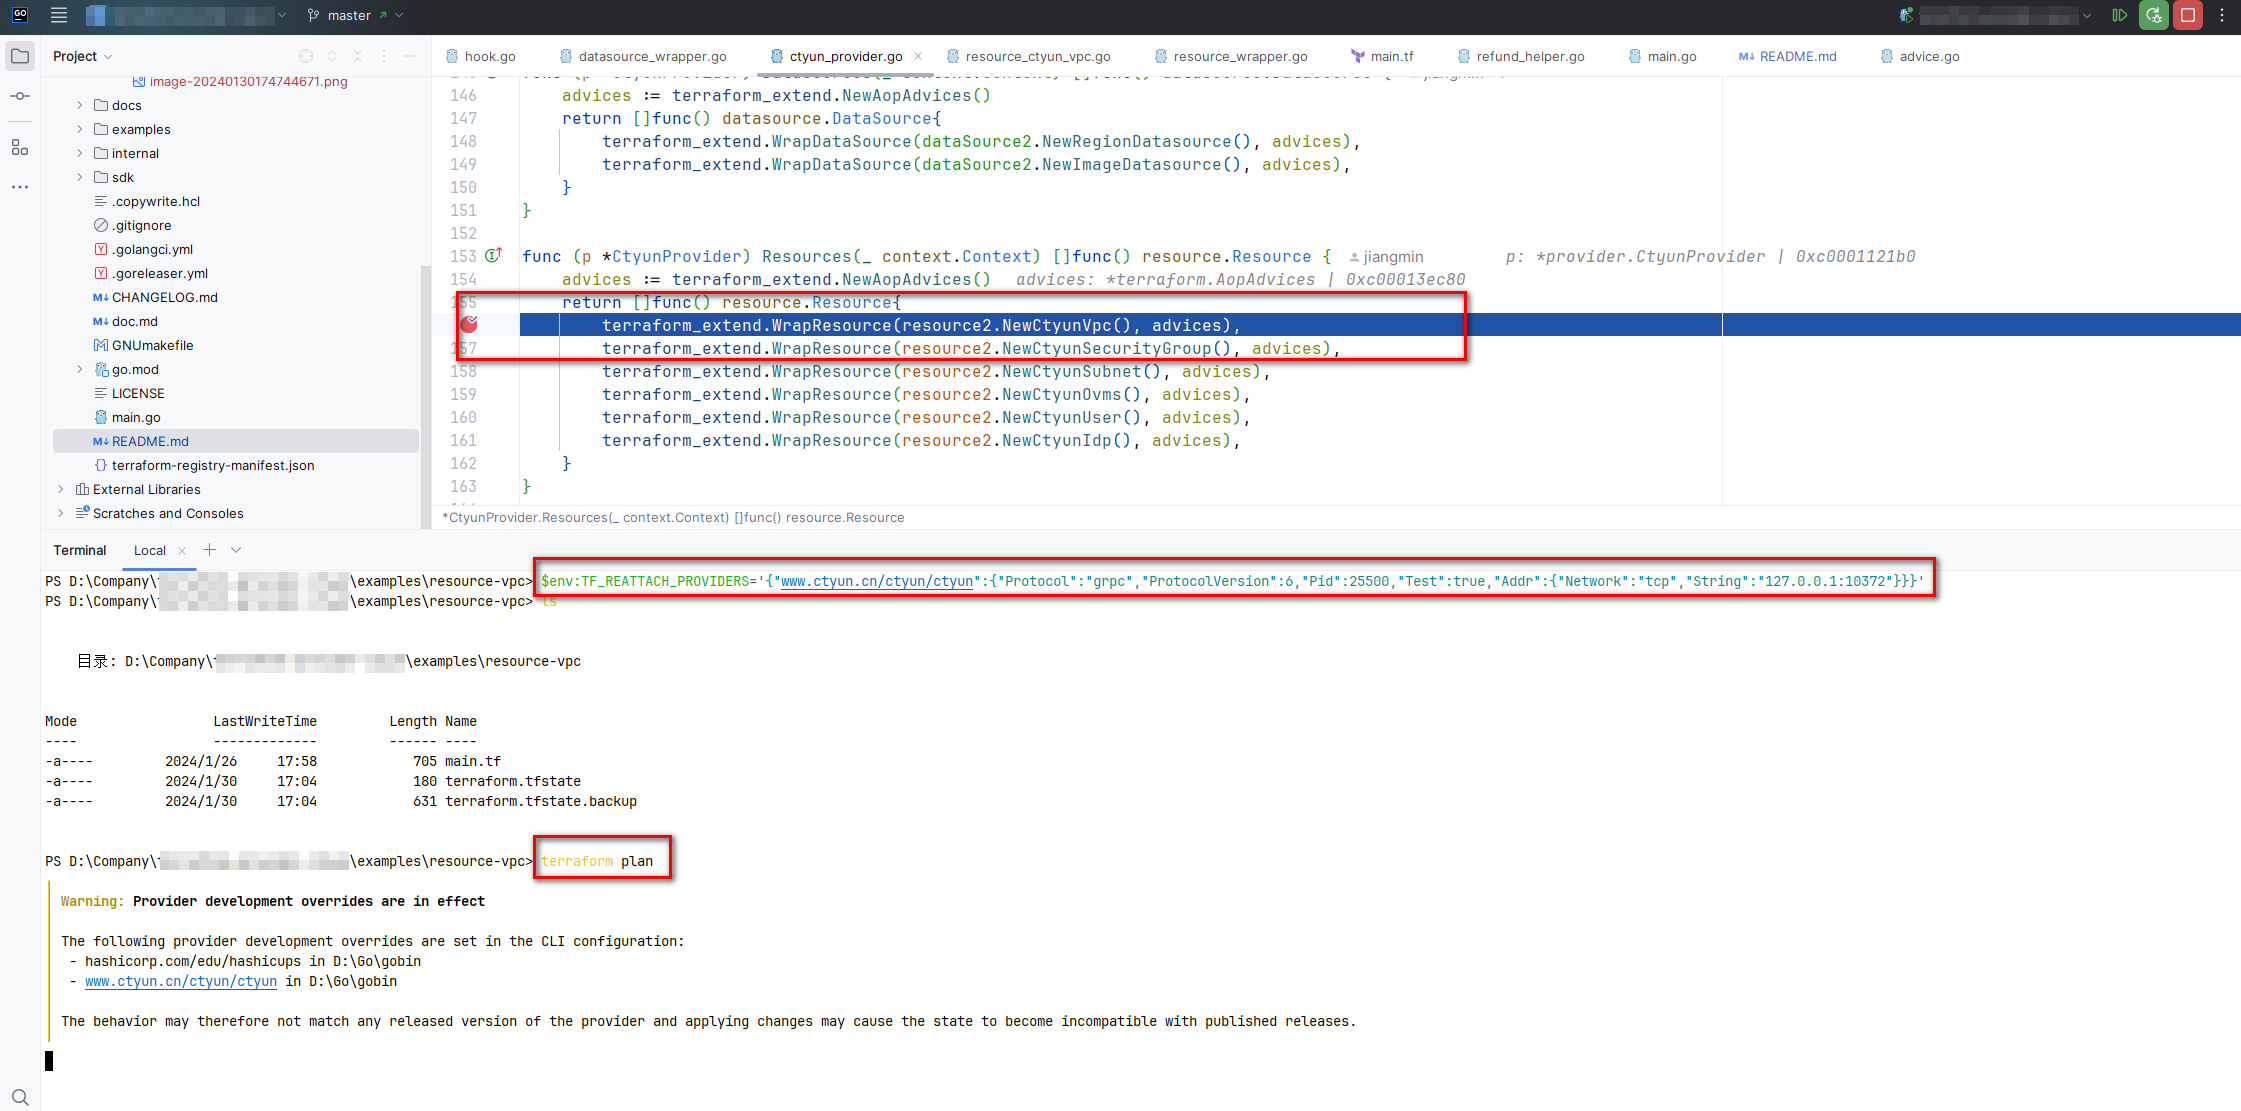 GO
master
Project
hook.go
datasource_wrapper.go
ctyun_provider.go
resource_ctyun_vpc.go
resource_wrapper.go
main.tf
refund_helper.go
main.go
README.md
advice.go
image-20240130174744671.png
docs
examples
internal
sdk
.copywrite.hcl
.gitignore
.golangci.yml
.goreleaser.yml
CHANGELOG.md
doc.md
GNUmakefile
go.mod
LICENSE
main.go
README.md
terraform-registry-manifest.json
External Libraries
Scratches and Consoles
146 advices := terraform_extend.NewAopAdvices()
147 return []func() datasource.DataSource{
148 terraform_extend.WrapDataSource(dataSource2.NewRegionDatasource(), advices),
149 terraform_extend.WrapDataSource(dataSource2.NewImageDatasource(), advices),
150 }
151 }
152
153 func (p *CtyunProvider) Resources(_ context.Context) []func() resource.Resource { jiangmin p: *provider.CtyunProvider | 0xc0001121b0
154 advices := terraform_extend.NewAopAdvices() advices: *terraform.AopAdvices | 0xc00013ec80
155 return []func() resource.Resource{
terraform_extend.WrapResource(resource2.NewCtyunVpc(), advices),
157 terraform_extend.WrapResource(resource2.NewCtyunSecurityGroup(), advices),
158 terraform_extend.WrapResource(resource2.NewCtyunSubnet(), advices),
159 terraform_extend.WrapResource(resource2.NewCtyunOvms(), advices),
160 terraform_extend.WrapResource(resource2.NewCtyunUser(), advices),
161 terraform_extend.WrapResource(resource2.NewCtyunIdp(), advices),
162 }
163 }
*CtyunProvider.Resources(_ context.Context) []func() resource.Resource
Terminal Local
PS D:\Company\ \examples\resource-vpc> $env:TF_REATTACH_PROVIDERS='{"www.ctyun.cn/ctyun/ctyun":{"Protocol":"grpc","ProtocolVersion":6,"Pid":25500,"Test":true,"Addr":{"Network":"tcp","String":"127.0.0.1:10372"}}}'
PS D:\Company\ \examples\resource-vpc> ls
目录: D:\Company\ \examples\resource-vpc
Mode LastWriteTime Length Name
---- ------------- ------ ----
-a---- 2024/1/26 17:58 705 main.tf
-a---- 2024/1/30 17:04 180 terraform.tfstate
-a---- 2024/1/30 17:04 631 terraform.tfstate.backup
PS D:\Company\ \examples\resource-vpc> terraform plan
Warning: Provider development overrides are in effect
The following provider development overrides are set in the CLI configuration:
- hashicorp.com/edu/hashicups in D:\Go\gobin
- www.ctyun.cn/ctyun/ctyun in D:\Go\gobin
The behavior may therefore not match any released version of the provider and applying changes may cause the state to become incompatible with published releases.